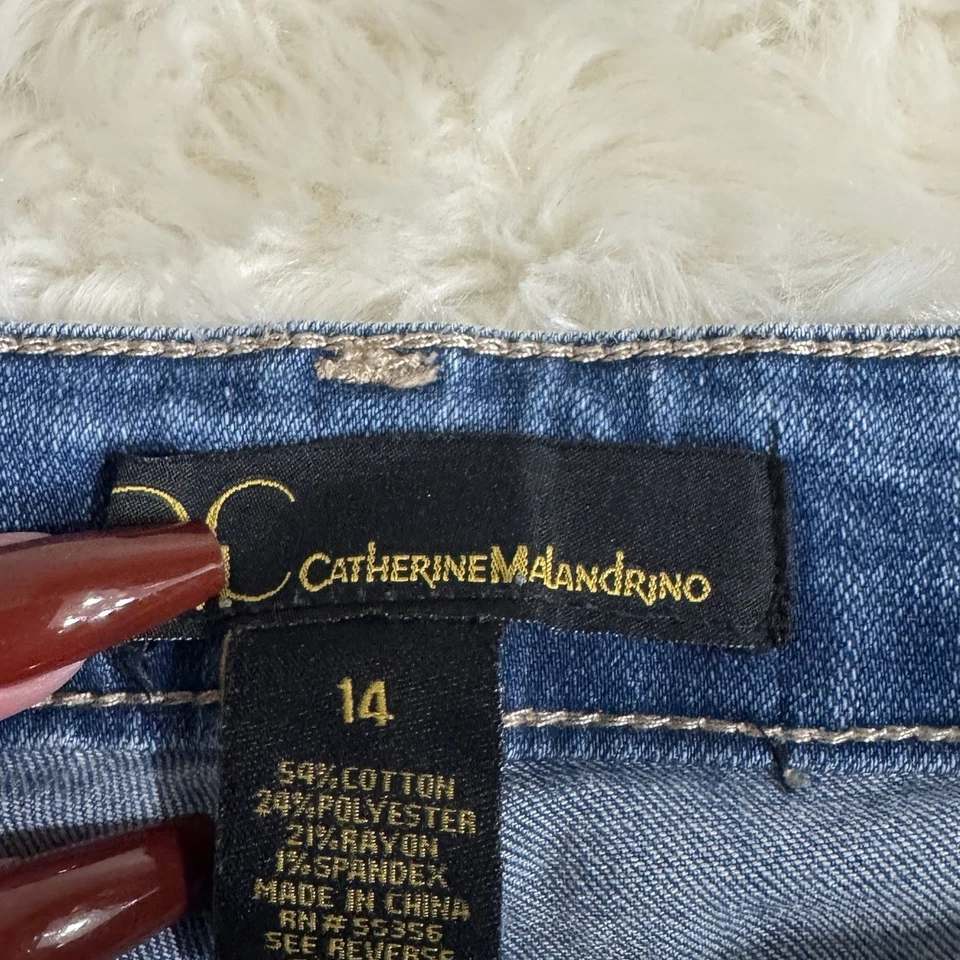 CATHERINE MALANDRINO
14
54% COTTON
24% POLYESTER
21% RAYON
1% SPANDEX
MADE IN CHINA
RN# 55356
SEE REVERSE